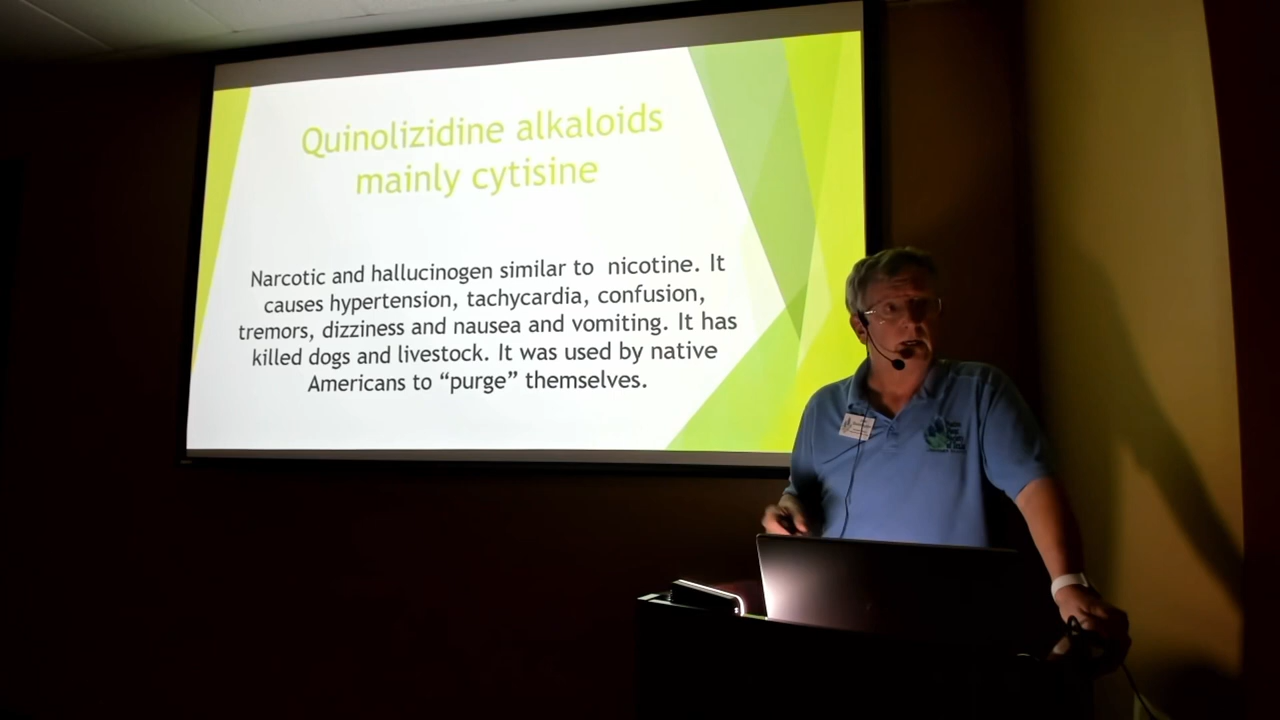 Quinolizidine alkaloids
mainly cytisine
Narcotic and hallucinogen similar to nicotine. It
causes hypertension, tachycardia, confusion,
tremors, dizziness and nausea and vomiting. It has
killed dogs and livestock. It was used by native
Americans to “purge” themselves.